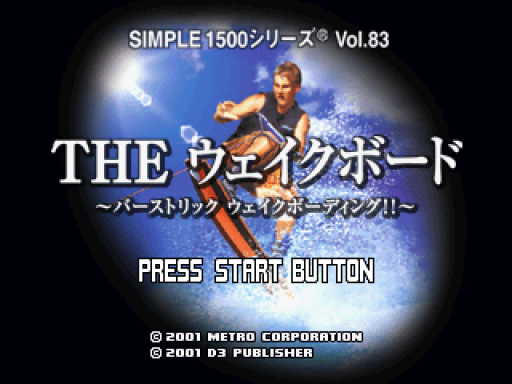 SIMPLE 1500シリーズ® Vol.83
THE ウェイクボード
～バーストリック ウェイクボーディング!!～
PRESS START BUTTON
© 2001 METRO CORPORATION
© 2001 D3 PUBLISHER